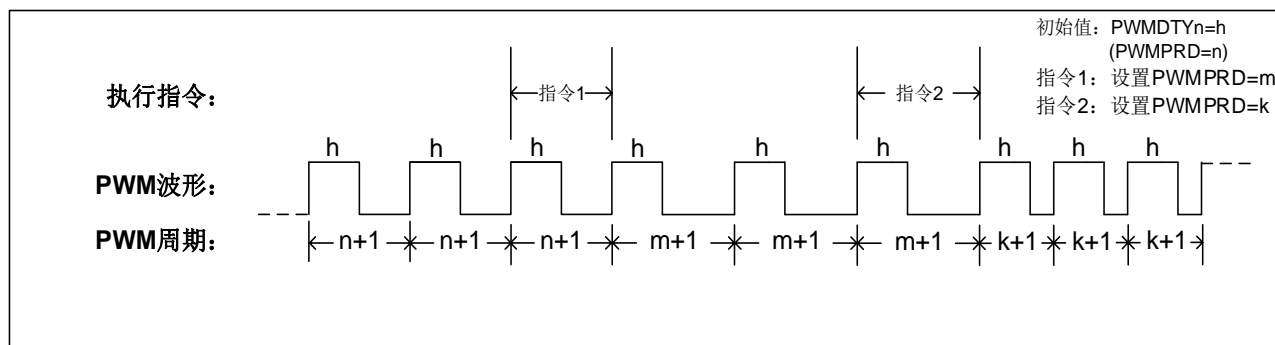 初始值：PWMDTYn=h
(PWMPRD=n)
指令1：设置PWMPRD=m
指令2：设置PWMPRD=k
执行指令：
指令1
指令2
h h h h h h h h h
PWM波形：
PWM周期：
n+1 n+1 n+1 m+1 m+1 m+1 k+1 k+1 k+1